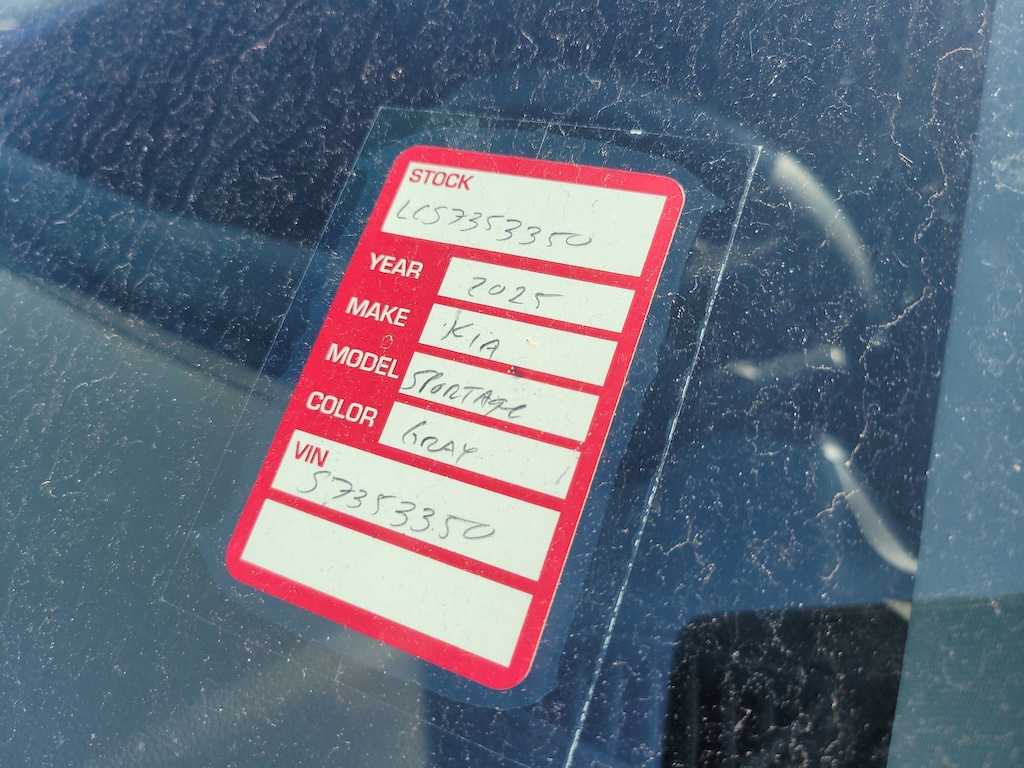 STOCK
LCS7353350
YEAR 2025
MAKE KIA
MODEL SPORTAGE
COLOR GRAY
VIN
S7353350